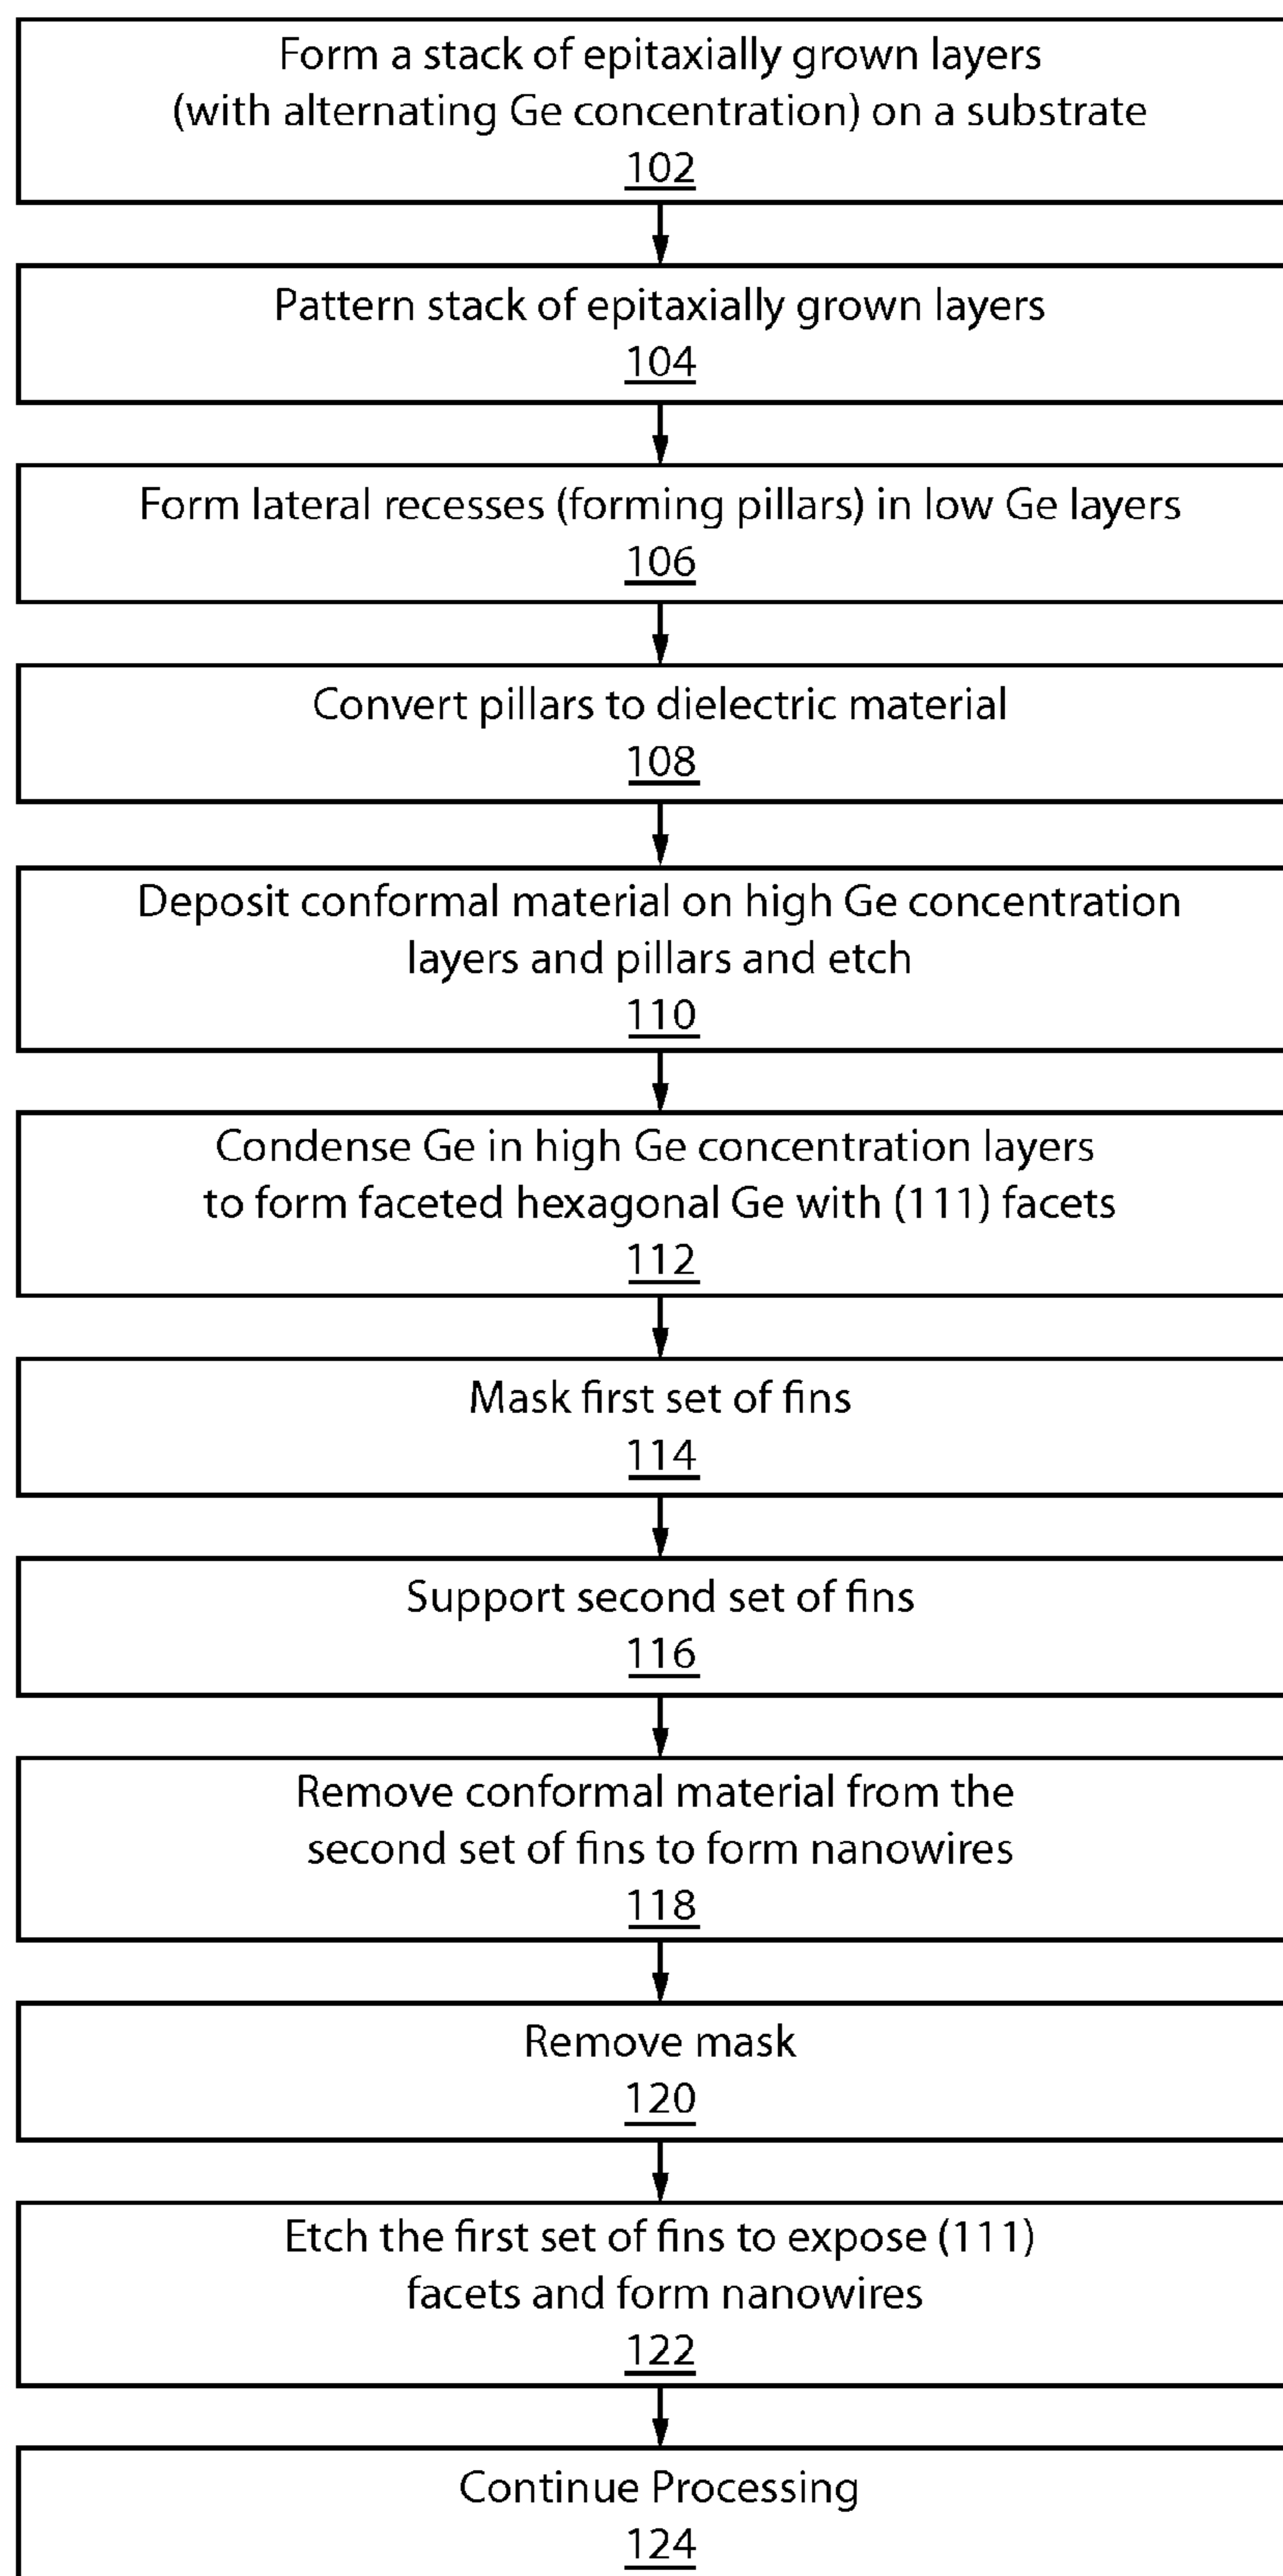 Form a stack of epitaxially grown layers
(with alternating Ge concentration) on a substrate
102
Pattern stack of epitaxially grown layers
104
Form lateral recesses (forming pillars) in low Ge layers
106
Convert pillars to dielectric material
108
Deposit conformal material on high Ge concentration
layers and pillars and etch
110
Condense Ge in high Ge concentration layers
to form faceted hexagonal Ge with (111) facets
112
Mask first set of fins
114
Support second set of fins
116
Remove conformal material from the
second set of fins to form nanowires
118
Remove mask
120
Etch the first set of fins to expose (111)
facets and form nanowires
122
Continue Processing
124